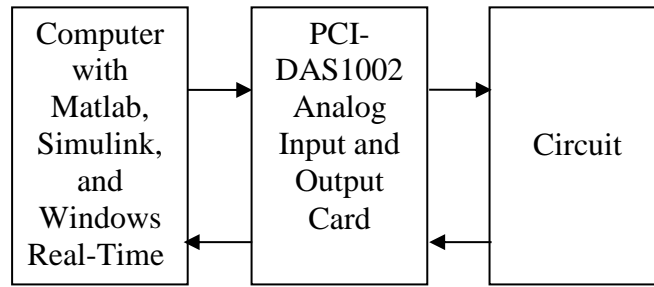 Computer
with
Matlab,
Simulink,
and
Windows
Real-Time
PCI-
DAS1002
Analog
Input and
Output
Card
Circuit